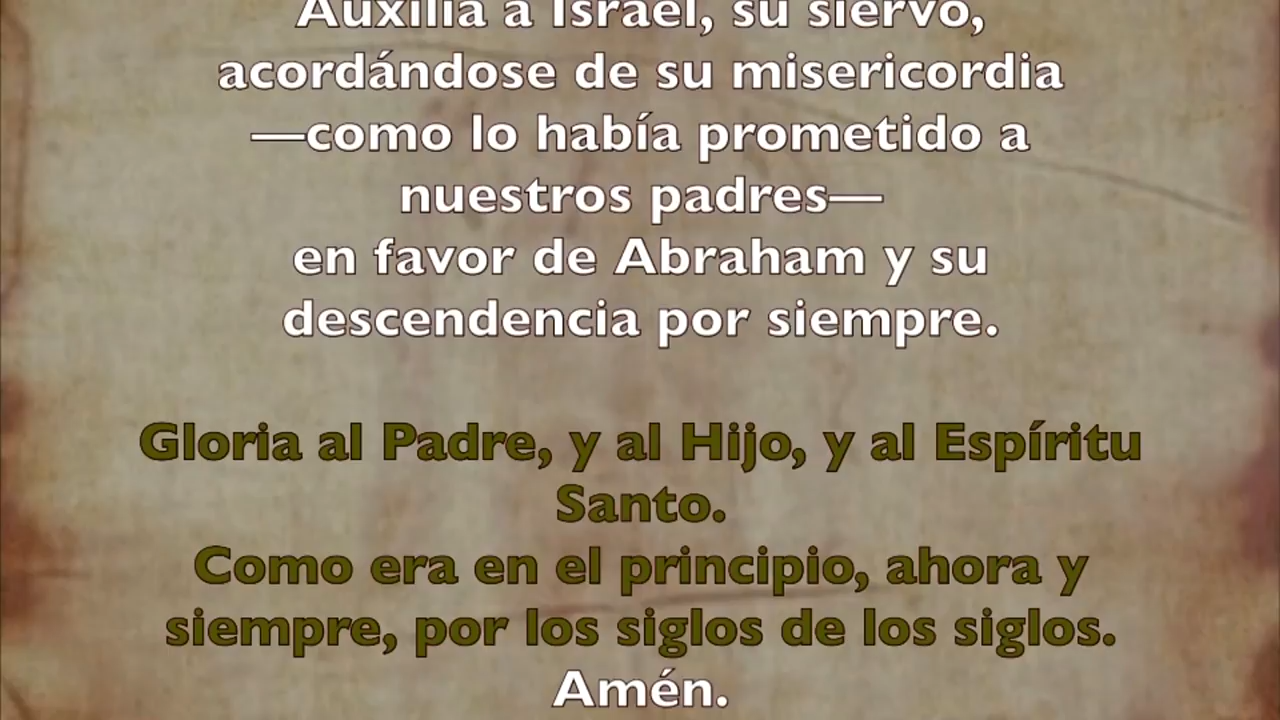 Auxilia a Israel, su siervo,
acordándose de su misericordia
—como lo había prometido a
nuestros padres—
en favor de Abraham y su
descendencia por siempre.
Gloria al Padre, y al Hijo, y al Espíritu
Santo.
Como era en el principio, ahora y
siempre, por los siglos de los siglos.
Amén.